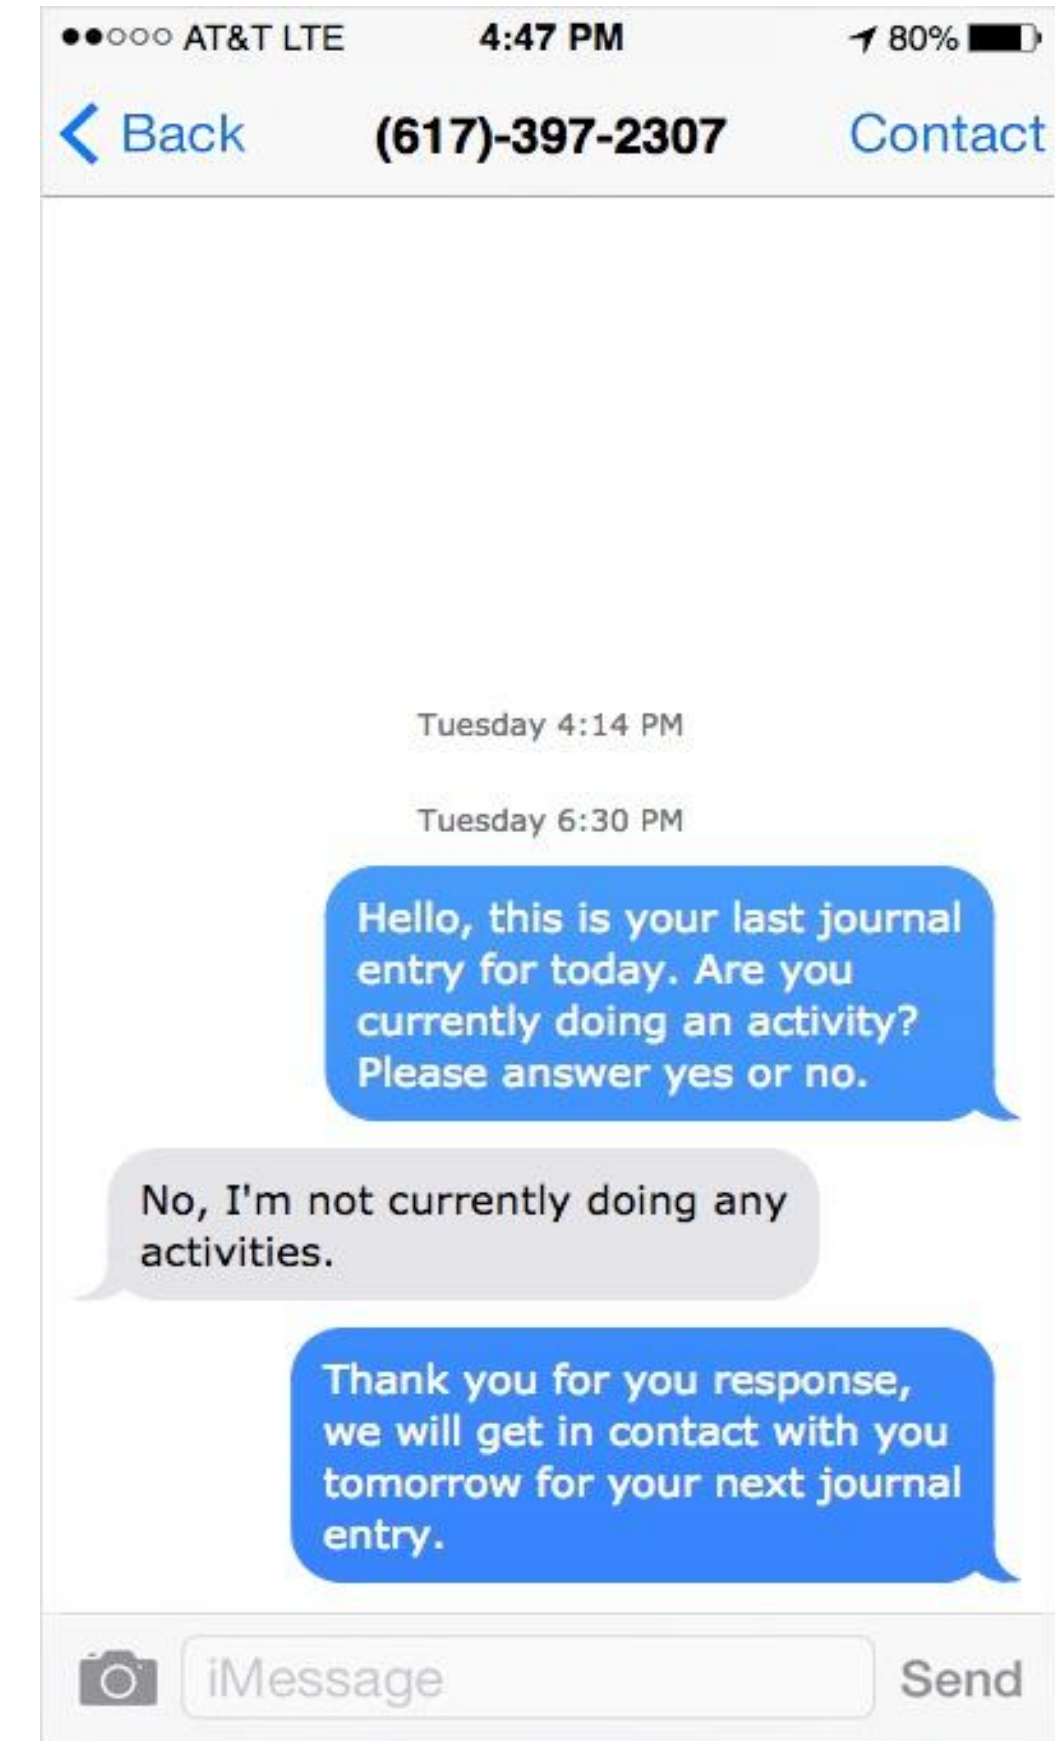 AT&T LTE 4:47 PM 80%
Back (617)-397-2307 Contact
Tuesday 4:14 PM
Tuesday 6:30 PM
Hello, this is your last journal
entry for today. Are you
currently doing an activity?
Please answer yes or no.
No, I'm not currently doing any
activities.
Thank you for you response,
we will get in contact with you
tomorrow for your next journal
entry.
iMessage Send